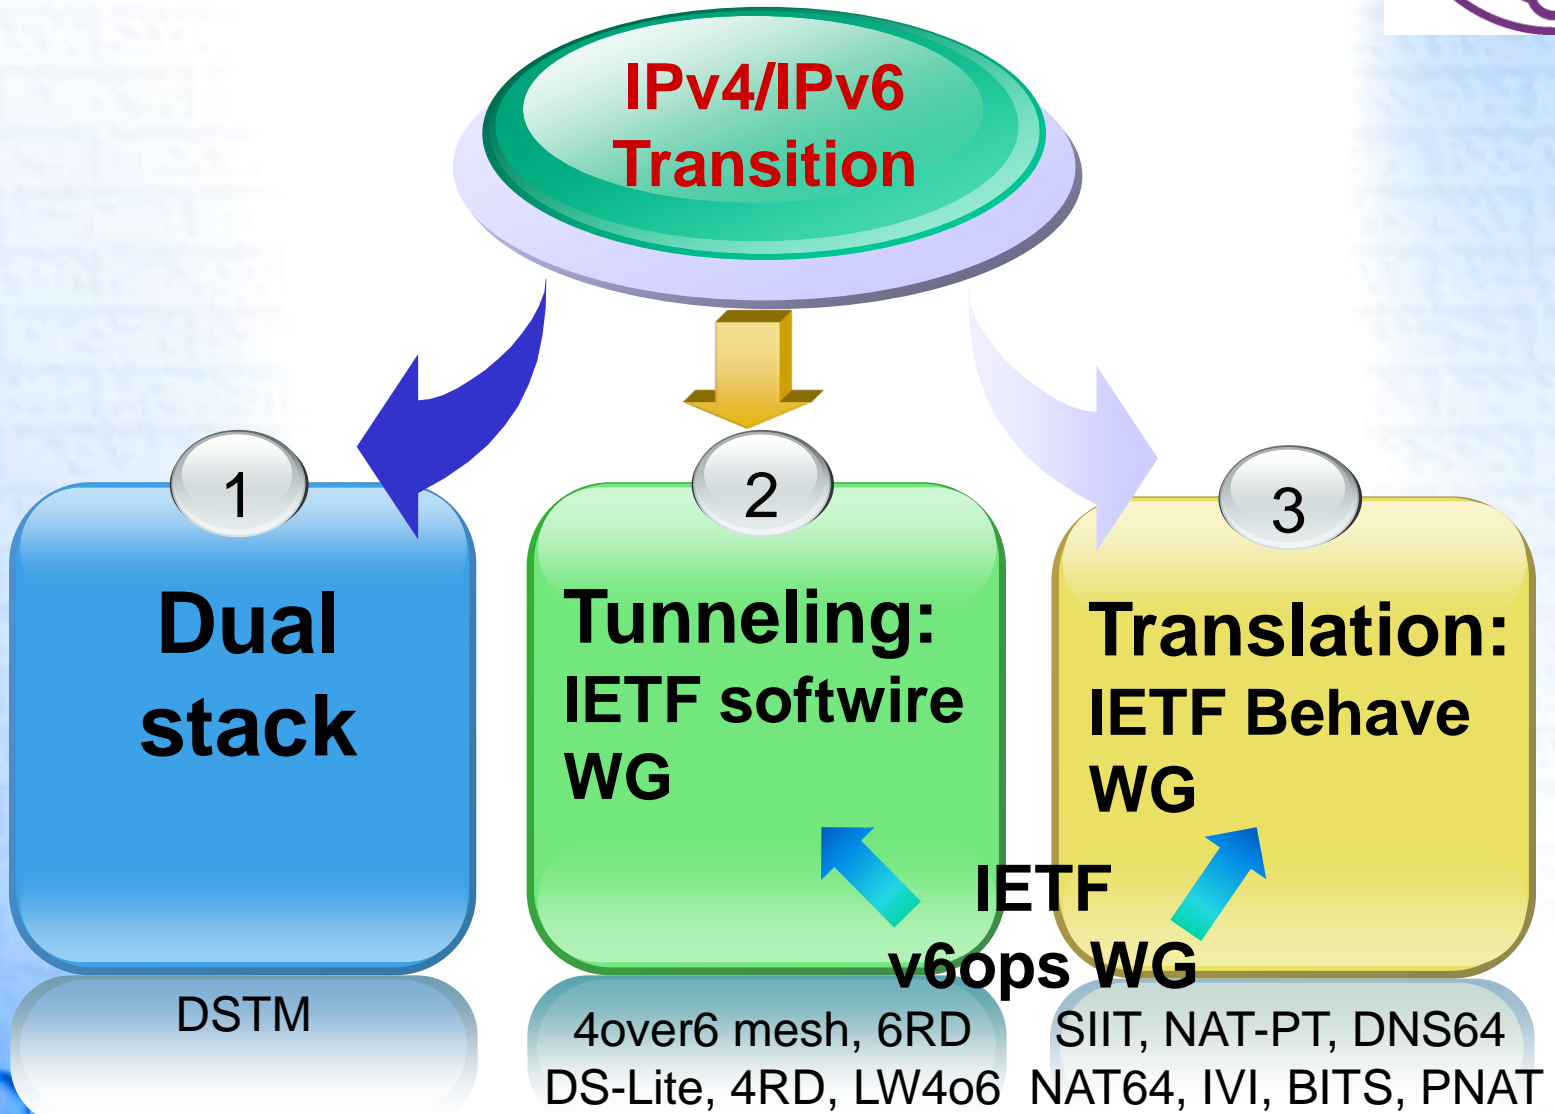 IPv4/IPv6
Transition
1
Dual
stack
DSTM
2
Tunneling:
IETF softwire
WG
3
Translation:
IETF Behave
WG
IETF
v6ops WG
4over6 mesh, 6RD
DS-Lite, 4RD, LW4o6
SIIT, NAT-PT, DNS64
NAT64, IVI, BITS, PNAT